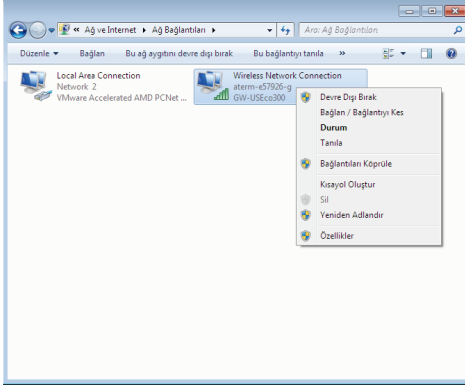 « Ağ ve İnternet ▸ Ağ Bağlantıları ▸
Ara: Ağ Bağlantıları
Düzenle ▾ Bağlan Bu ağ aygıtını devre dışı bırak Bu bağlantıyı tanıla »
Local Area Connection
Network 2
VMware Accelerated AMD PCNet ...
Wireless Network Connection
aterm-e57926-g
GW-USEco300
Devre Dışı Bırak
Bağlan / Bağlantıyı Kes
Durum
Tanıla
Bağlantıları Köprüle
Kısayol Oluştur
Sil
Yeniden Adlandır
Özellikler